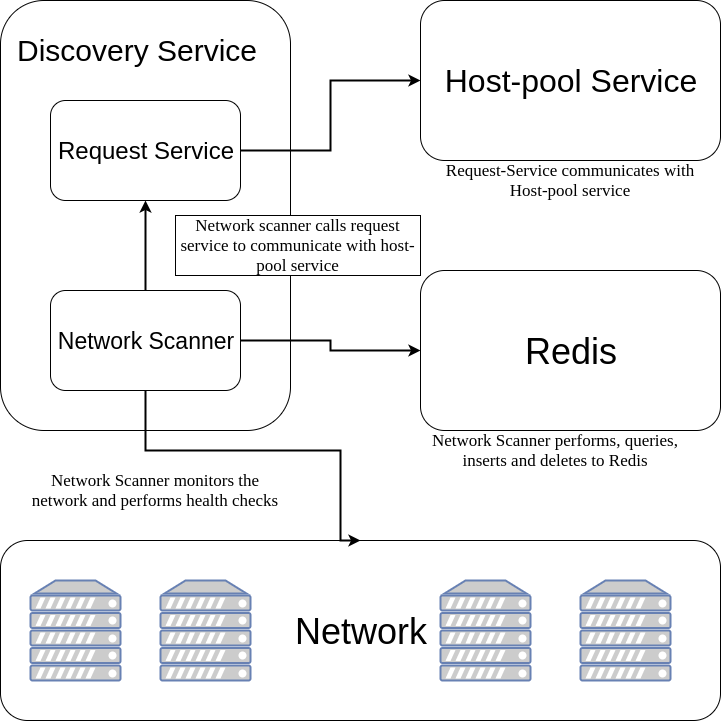 Discovery Service
Host-pool Service
Request Service
Request-Service communicates with
Host-pool service
Network scanner calls request
service to communicate with host-
pool service
Network Scanner
Redis
Network Scanner performs, queries,
inserts and deletes to Redis
Network Scanner monitors the
network and performs health checks
Network